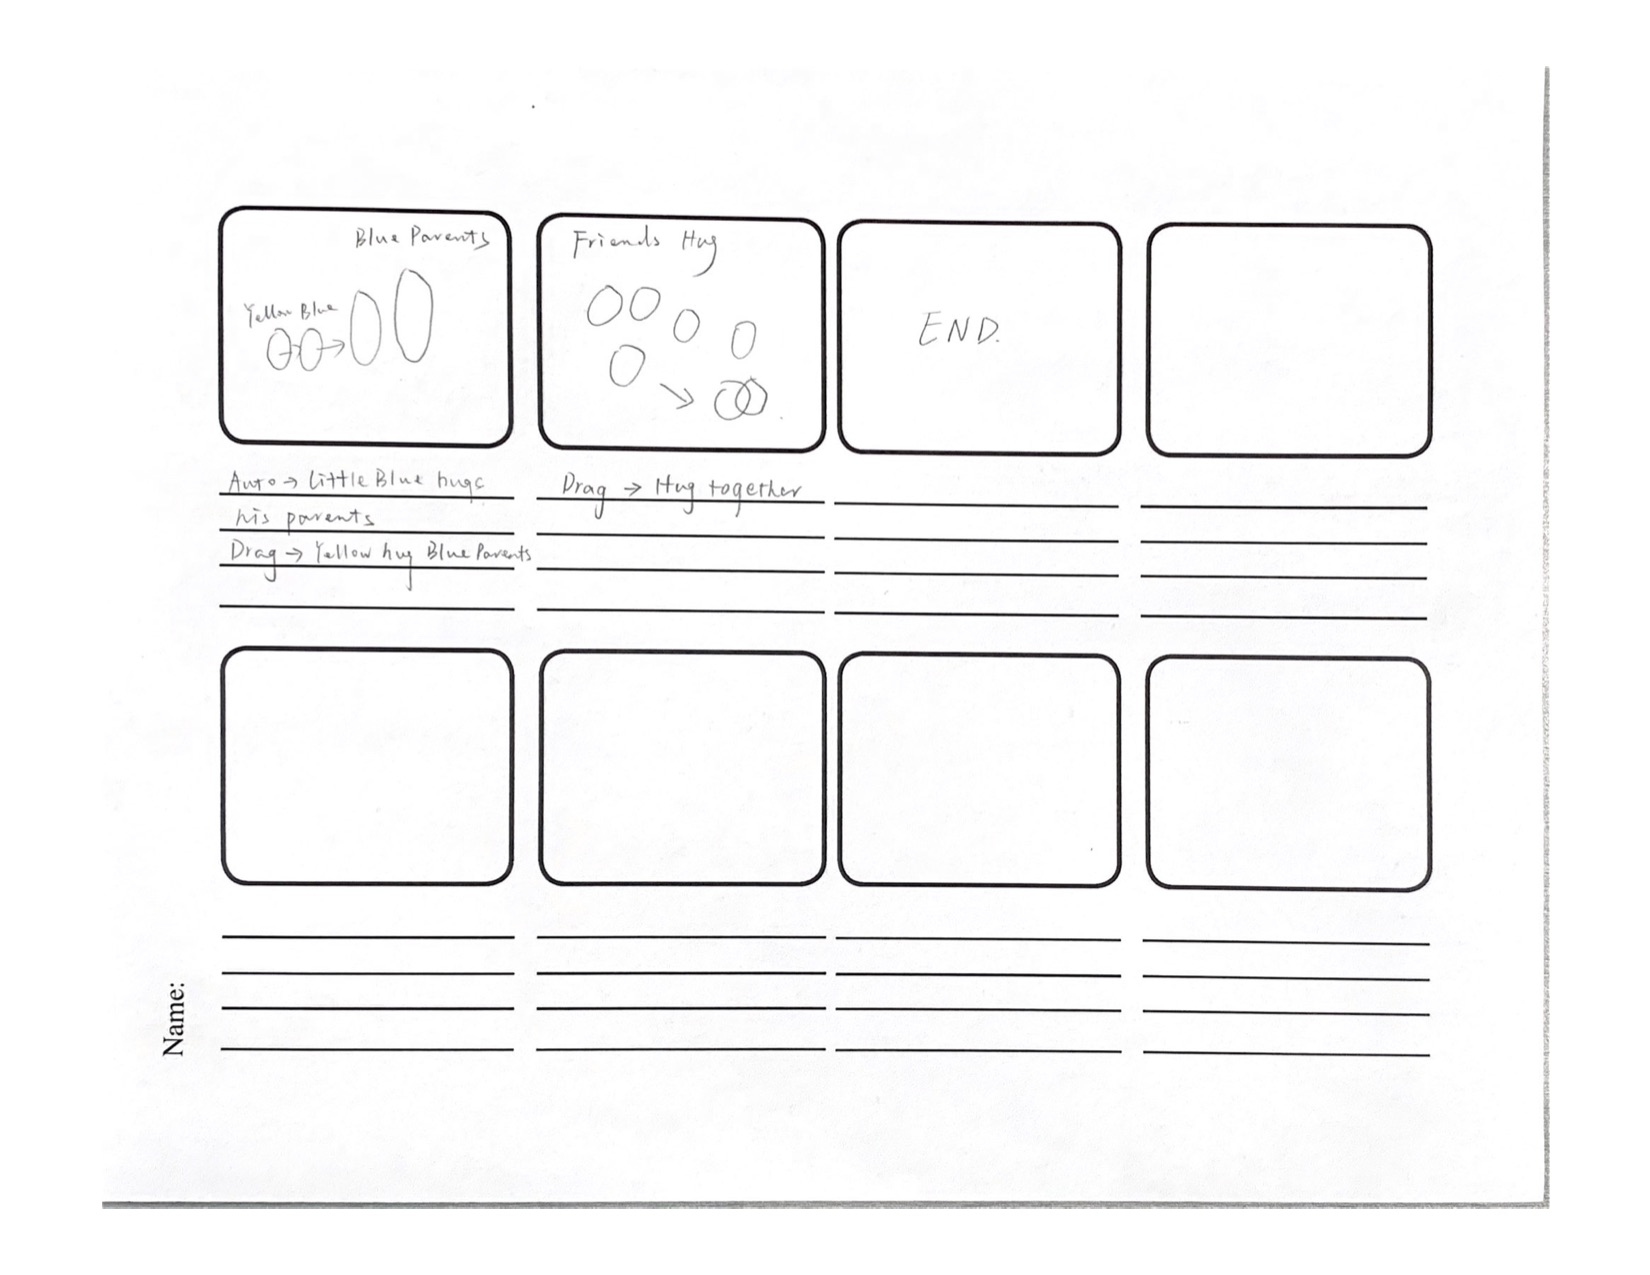 Blue Parents
Yellow Blue
Auto → Little Blue hugs
his parents
Drag → Yellow hug Blue Parents
Friends Hug
Drag → Hug together
END.
Name: